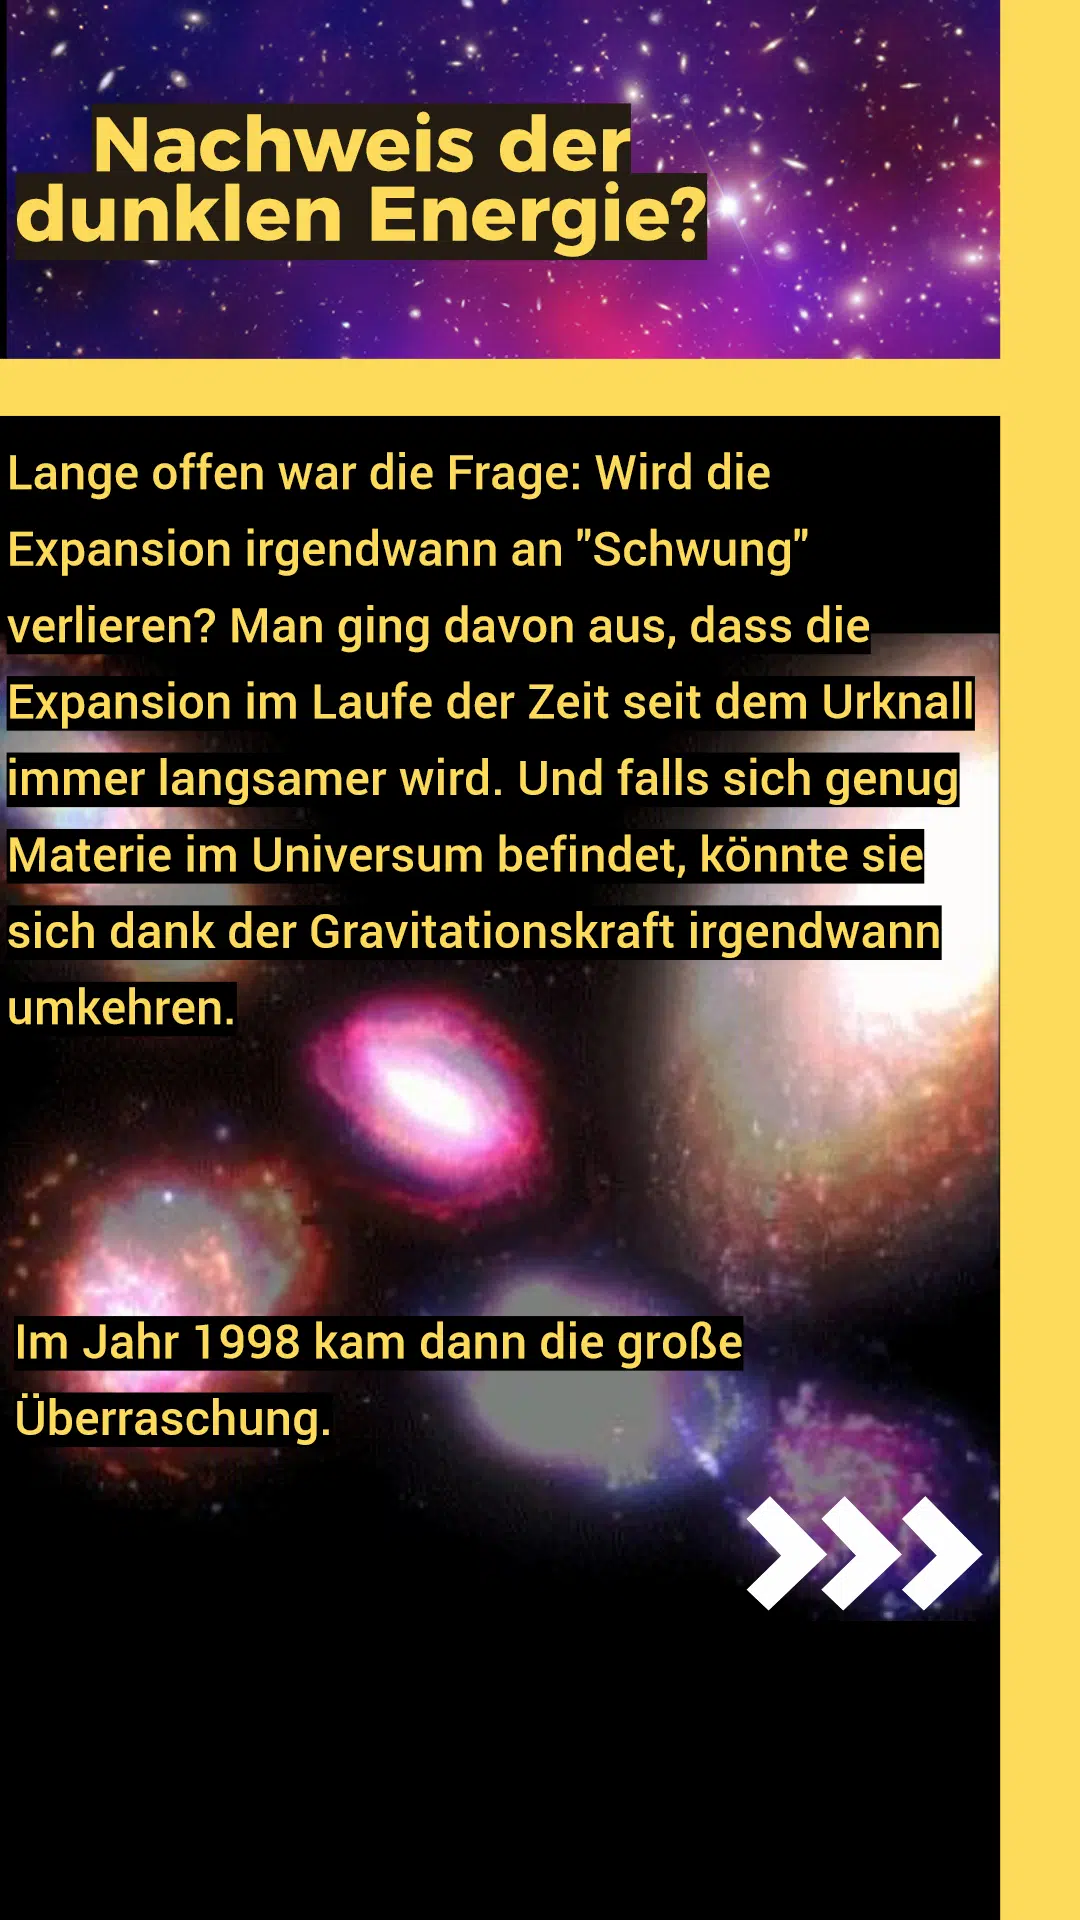 Nachweis der
dunklen Energie?
Lange offen war die Frage: Wird die
Expansion irgendwann an "Schwung"
verlieren? Man ging davon aus, dass die
Expansion im Laufe der Zeit seit dem Urknall
immer langsamer wird. Und falls sich genug
Materie im Universum befindet, könnte sie
sich dank der Gravitationskraft irgendwann
umkehren.
Im Jahr 1998 kam dann die große
Überraschung.